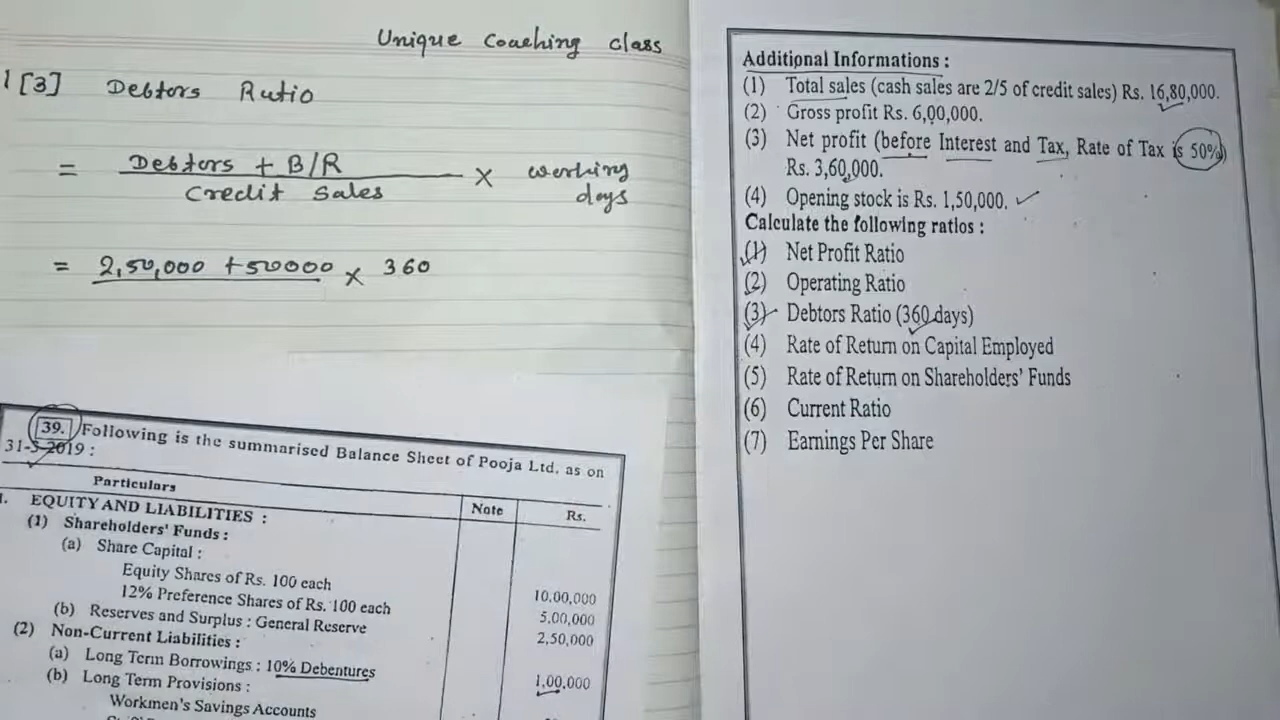 Unique Coaching class
1 [3] Debtors Ratio
= Debtors + B/R × working days
Credit Sales
= 2,50,000 + 50000 × 360
39. Following is the summarised Balance Sheet of Pooja Ltd. as on
31-3-2019 :
Particulars Note Rs.
EQUITY AND LIABILITIES :
(1) Shareholders' Funds :
(a) Share Capital :
Equity Shares of Rs. 100 each 10,00,000
12% Preference Shares of Rs. 100 each 5,00,000
(b) Reserves and Surplus : General Reserve 2,50,000
(2) Non-Current Liabilities :
(a) Long Term Borrowings : 10% Debentures 1,00,000
(b) Long Term Provisions :
Workmen's Savings Accounts
Additional Informations :
(1) Total sales (cash sales are 2/5 of credit sales) Rs. 16,80,000.
(2) Gross profit Rs. 6,00,000.
(3) Net profit (before Interest and Tax, Rate of Tax is 50%)
Rs. 3,60,000.
(4) Opening stock is Rs. 1,50,000.
Calculate the following ratios :
(1) Net Profit Ratio
(2) Operating Ratio
(3) Debtors Ratio (360 days)
(4) Rate of Return on Capital Employed
(5) Rate of Return on Shareholders' Funds
(6) Current Ratio
(7) Earnings Per Share